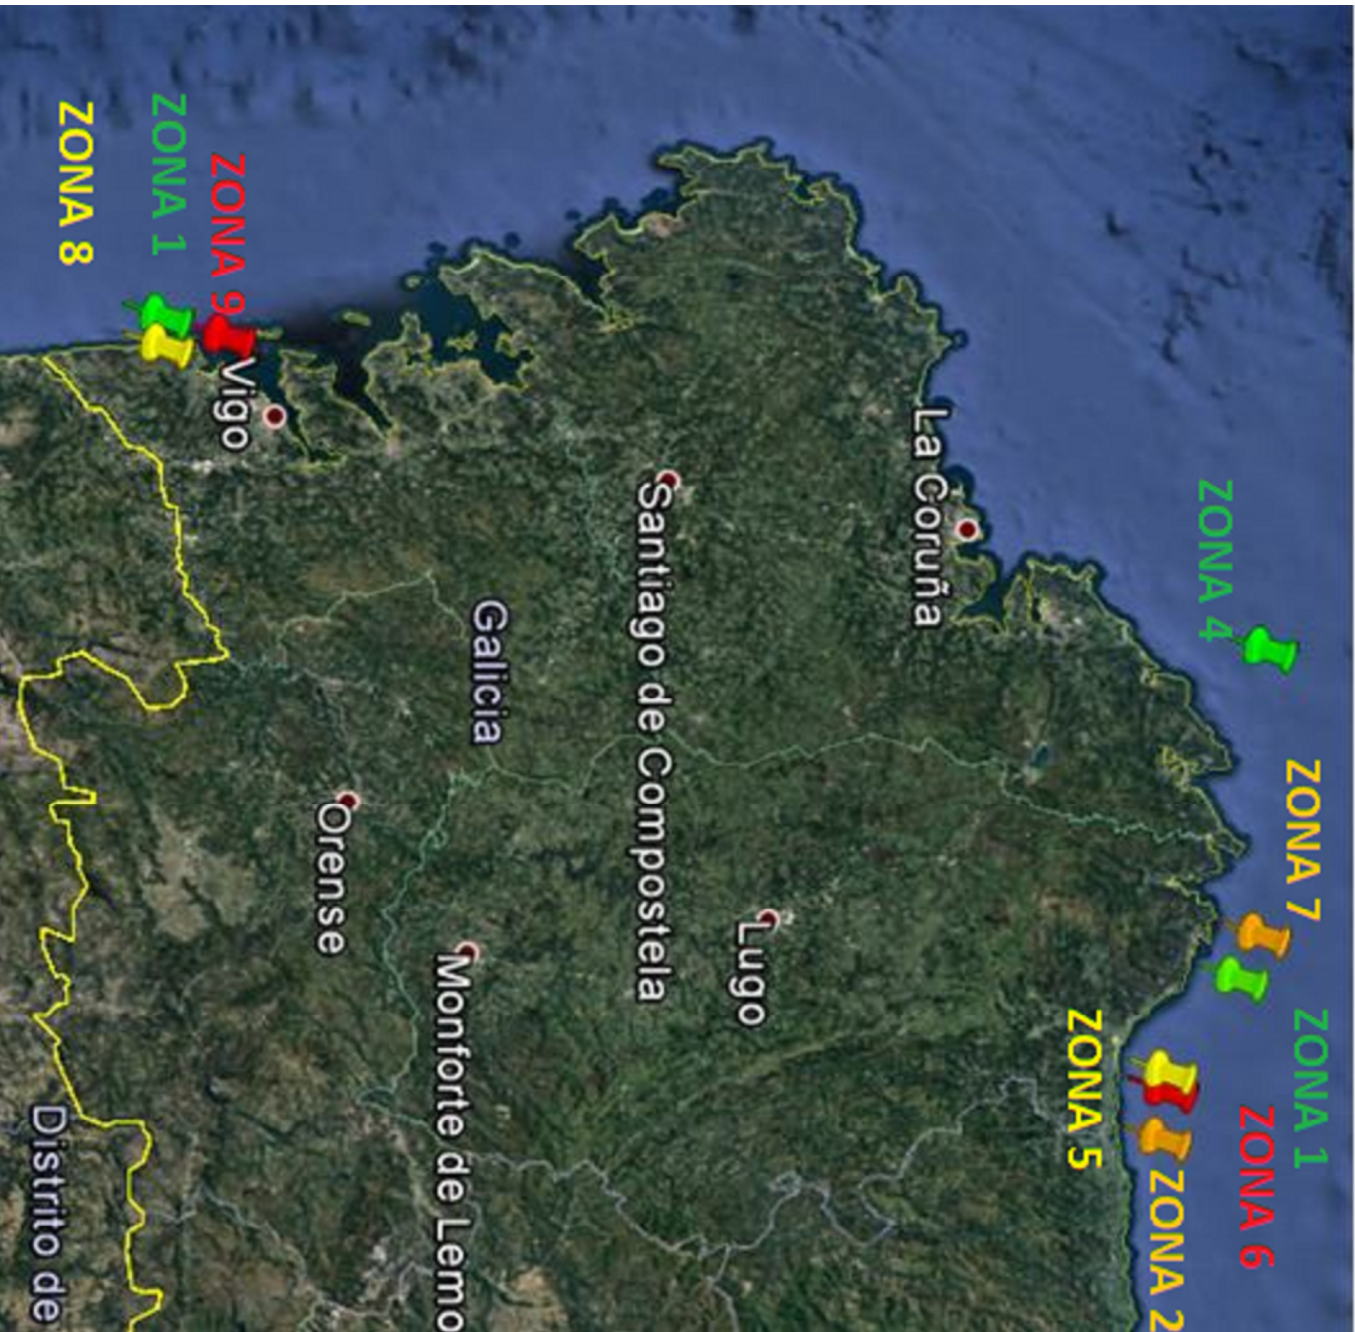 ZONA 7
ZONA 1
ZONA 6
ZONA 4
ZONA 2
ZONA 5
La Coruña
Lugo
Santiago de Compostela
Galicia
Monforte de Lemo
Orense
ZONA 9
Vigo
ZONA 1
ZONA 8
Distrito de